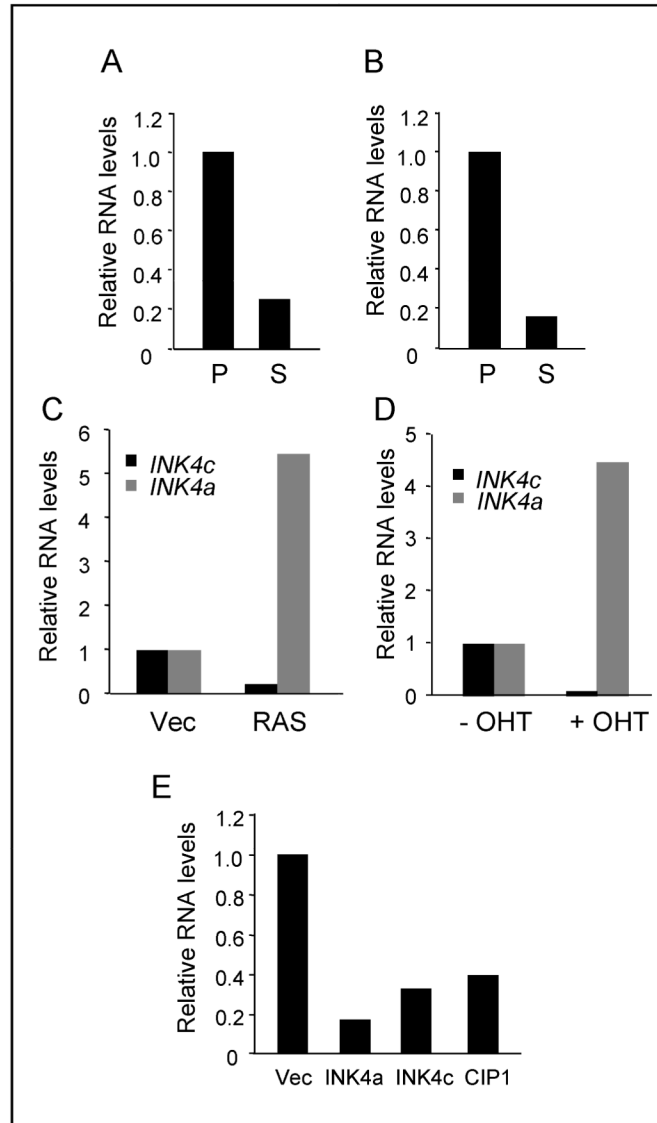 A
Relative RNA levels
1.2
1.0
0.8
0.6
0.4
0.2
0
P S
B
Relative RNA levels
1.2
1.0
0.8
0.6
0.4
0.2
0
P S
C
Relative RNA levels
6
5
4
3
2
1
0
INK4c
INK4a
Vec RAS
D
Relative RNA levels
5
4
3
2
1
0
INK4c
INK4a
- OHT + OHT
E
Relative RNA levels
1.2
1.0
0.8
0.6
0.4
0.2
0
Vec INK4a INK4c CIP1